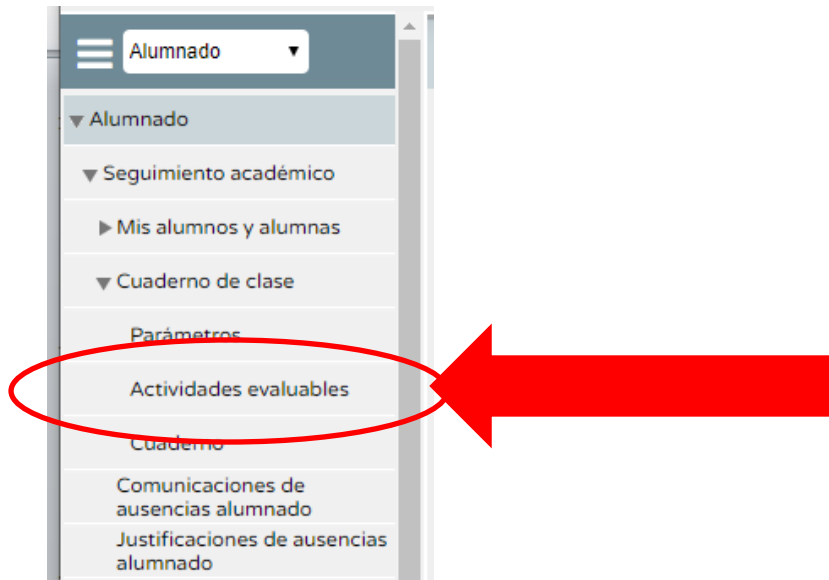 Alumnado
Alumnado
Seguimiento académico
Mis alumnos y alumnas
Cuaderno de clase
Parámetros
Actividades evaluables
Cuaderno
Comunicaciones de
ausencias alumnado
Justificaciones de ausencias
alumnado